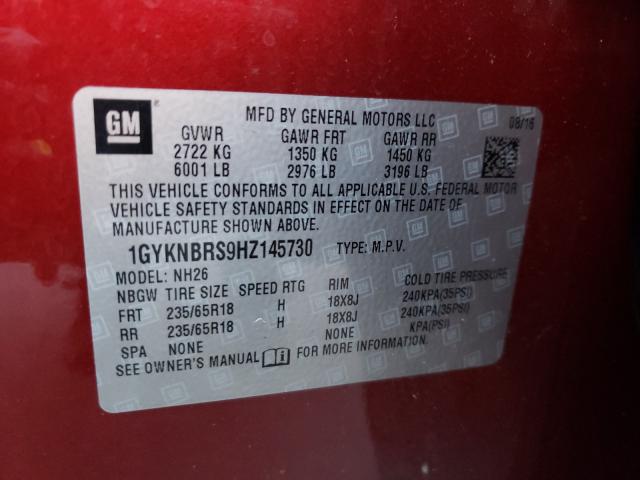 GM
MFD BY GENERAL MOTORS LLC 08/16
GVWR GAWR FRT GAWR RR
2722 KG 1350 KG 1450 KG
6001 LB 2976 LB 3196 LB
THIS VEHICLE CONFORMS TO ALL APPLICABLE U.S. FEDERAL MOTOR
VEHICLE SAFETY STANDARDS IN EFFECT ON THE DATE OF
MANUFACTURE SHOWN ABOVE.
1GYKNBRS9HZ145730 TYPE: M.P.V.
MODEL: NH26
NBGW TIRE SIZE SPEED RTG RIM COLD TIRE PRESSURE
FRT 235/65R18 H 18X8J 240KPA(35PSI)
RR 235/65R18 H 18X8J 240KPA(35PSI)
SPA NONE NONE KPA(PSI)
SEE OWNER'S MANUAL FOR MORE INFORMATION.